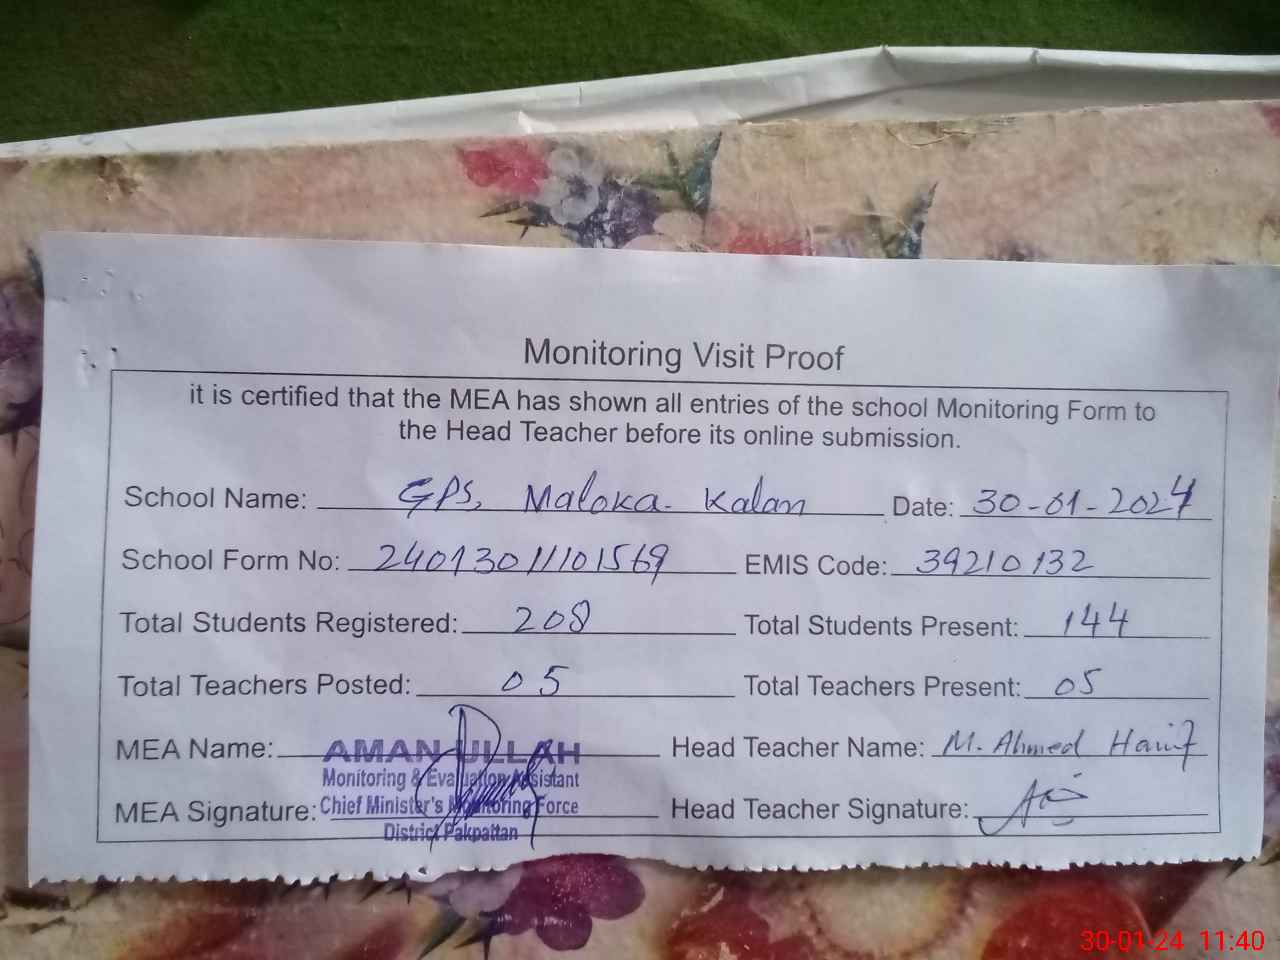 Monitoring Visit Proof
it is certified that the MEA has shown all entries of the school Monitoring Form to
the Head Teacher before its online submission.
School Name: GPS, Maloka Kalan Date: 30-01-2024
School Form No: 24013011101569 EMIS Code: 39210132
Total Students Registered: 208 Total Students Present: 144
Total Teachers Posted: 05 Total Teachers Present: 05
MEA Name: AMAN ULLAH Head Teacher Name: M. Ahmed Hanif
Monitoring & Evaluation Assistant
MEA Signature: Chief Minister's Monitoring Force Head Teacher Signature:
District Pakpattan
30-01-24 11:40